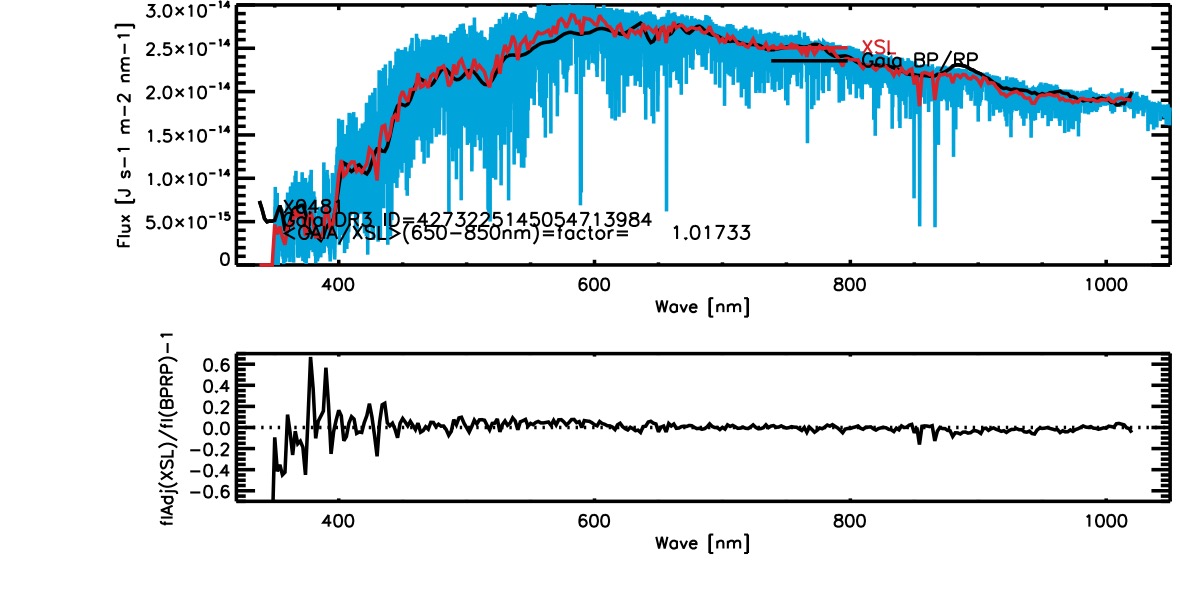 3.0×10⁻¹⁴
2.5×10⁻¹⁴
2.0×10⁻¹⁴
1.5×10⁻¹⁴
1.0×10⁻¹⁴
5.0×10⁻¹⁵
0
Flux [J s−1 m−2 nm−1]
XSL
Gaia BP/RP
X0481
Gaia DR3 ID=4273225145054713984
<GAIA/XSL>(650−850nm)=factor= 1.01733
400 600 800 1000
Wave [nm]
0.6
0.4
0.2
0.0
−0.2
−0.4
−0.6
flAdj(XSL)/fl(BPRP)−1
400 600 800 1000
Wave [nm]